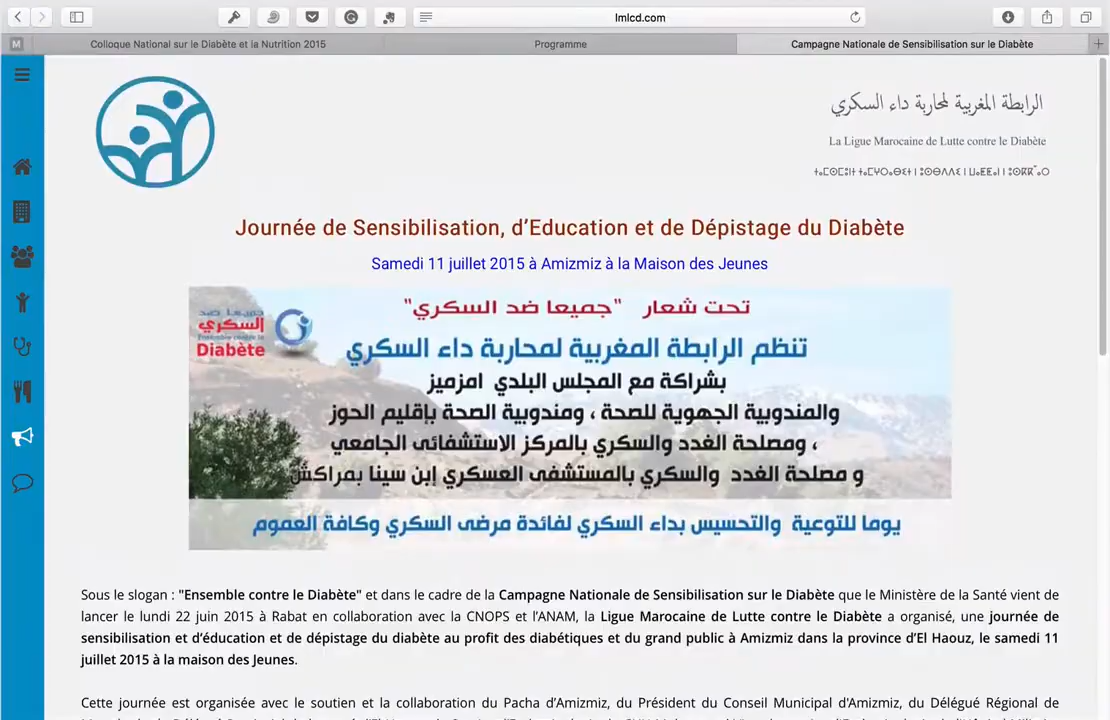 lmlcd.com
M
Colloque National sur le Diabète et la Nutrition 2015
Programme
Campagne Nationale de Sensibilisation sur le Diabète
الرابطة المغربية لمحاربة داء السكري
La Ligue Marocaine de Lutte contre le Diabète
Journée de Sensibilisation, d’Education et de Dépistage du Diabète
Samedi 11 juillet 2015 à Amizmiz à la Maison des Jeunes
تحت شعار "جميعا ضد السكري"
جميعا ضد
السكري
Ensemble contre le
Diabète
تنظم الرابطة المغربية لمحاربة داء السكري
بشراكة مع المجلس البلدي امزميز
والمندوبية الجهوية للصحة ، ومندوبية الصحة بإقليم الحوز
، ومصلحة الغدد والسكري بالمركز الاستشفائي الجامعي
و مصلحة الغدد والسكري بالمستشفى العسكري إبن سينا بمراكش
يوما للتوعية والتحسيس بداء السكري لفائدة مرضى السكري وكافة العموم
Sous le slogan : "Ensemble contre le Diabète" et dans le cadre de la Campagne Nationale de Sensibilisation sur le Diabète que le Ministère de la Santé vient de
lancer le lundi 22 juin 2015 à Rabat en collaboration avec la CNOPS et l’ANAM, la Ligue Marocaine de Lutte contre le Diabète a organisé, une journée de
sensibilisation et d’éducation et de dépistage du diabète au profit des diabétiques et du grand public à Amizmiz dans la province d’El Haouz, le samedi 11
juillet 2015 à la maison des Jeunes.
Cette journée est organisée avec le soutien et la collaboration du Pacha d’Amizmiz, du Président du Conseil Municipal d'Amizmiz, du Délégué Régional de